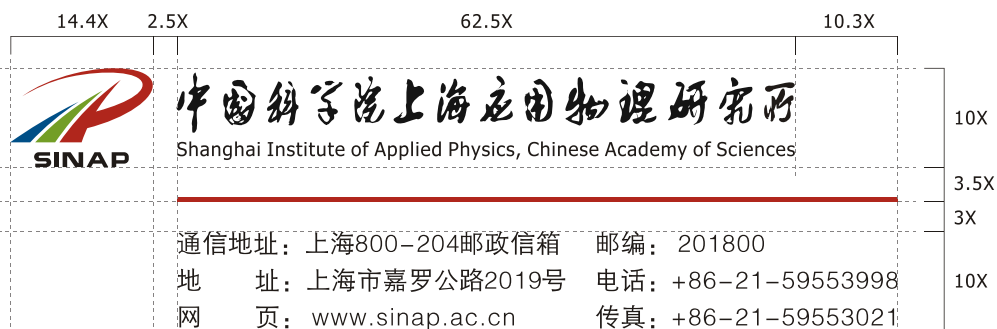 14.4X 2.5X 62.5X 10.3X
中国科学院上海应用物理研究所
10X
Shanghai Institute of Applied Physics, Chinese Academy of Sciences
SINAP
3.5X
3X
通信地址：上海800-204邮政信箱 邮编：201800
地 址：上海市嘉罗公路2019号 电话：+86-21-59553998
10X
网 页：www.sinap.ac.cn 传真：+86-21-59553021